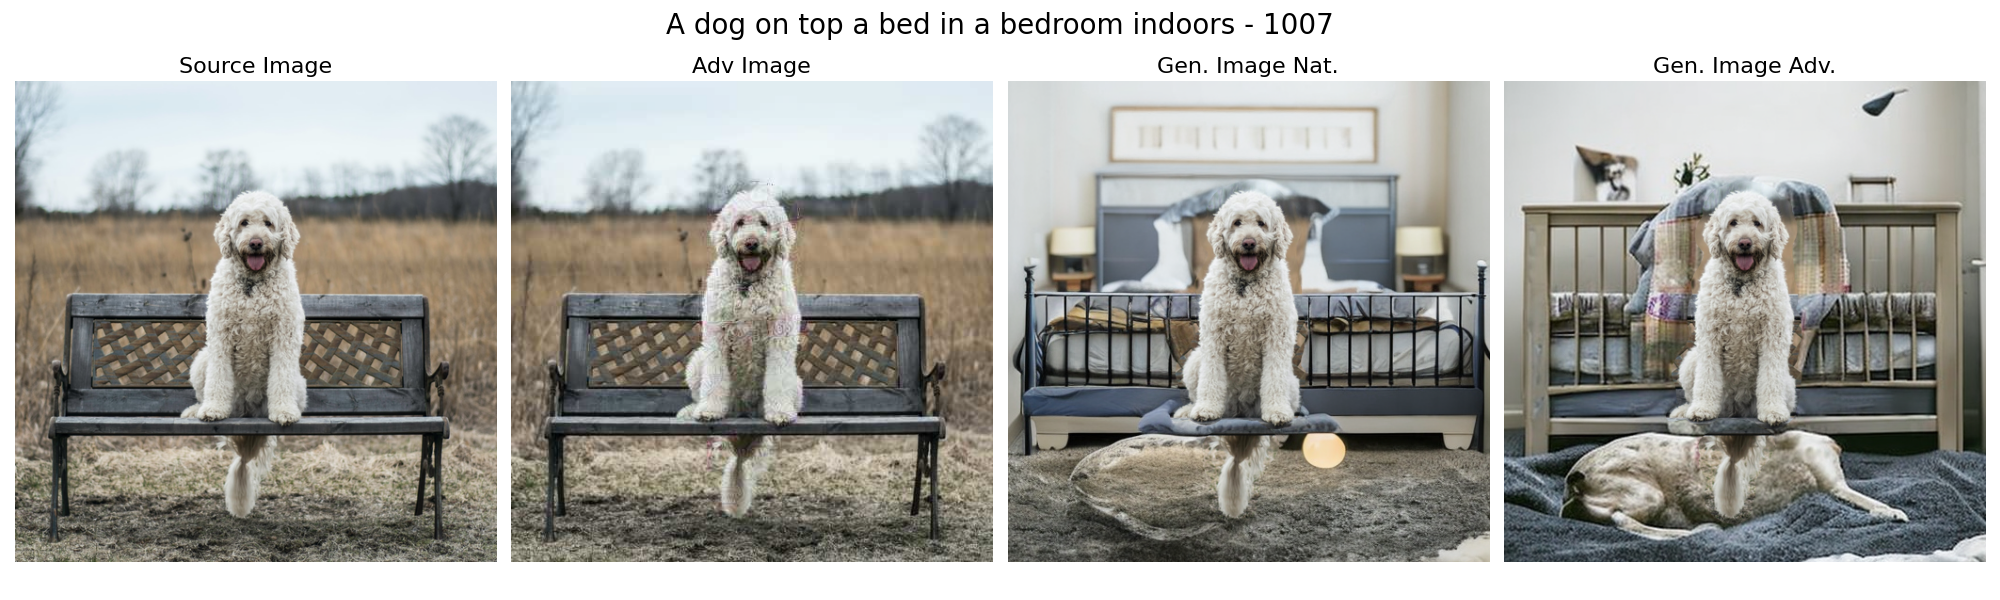 A dog on top a bed in a bedroom indoors - 1007
Source Image
Adv Image
Gen. Image Nat.
Gen. Image Adv.